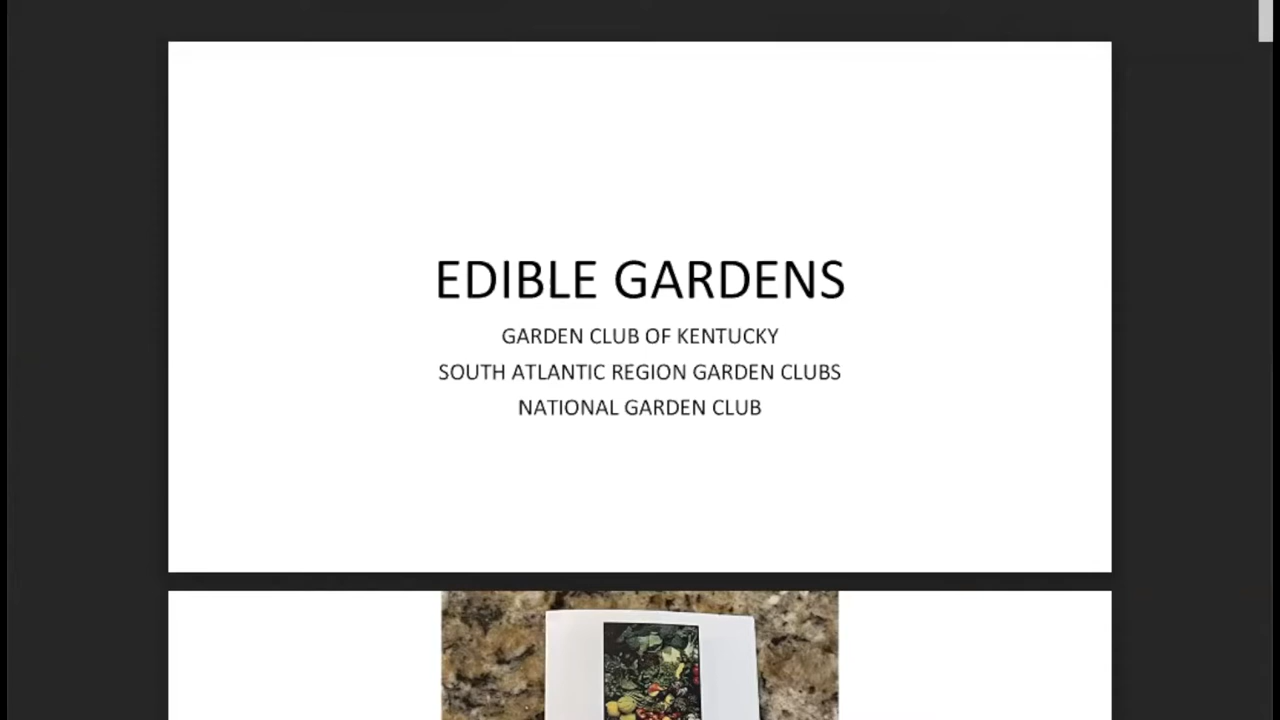 EDIBLE GARDENS
GARDEN CLUB OF KENTUCKY
SOUTH ATLANTIC REGION GARDEN CLUBS
NATIONAL GARDEN CLUB